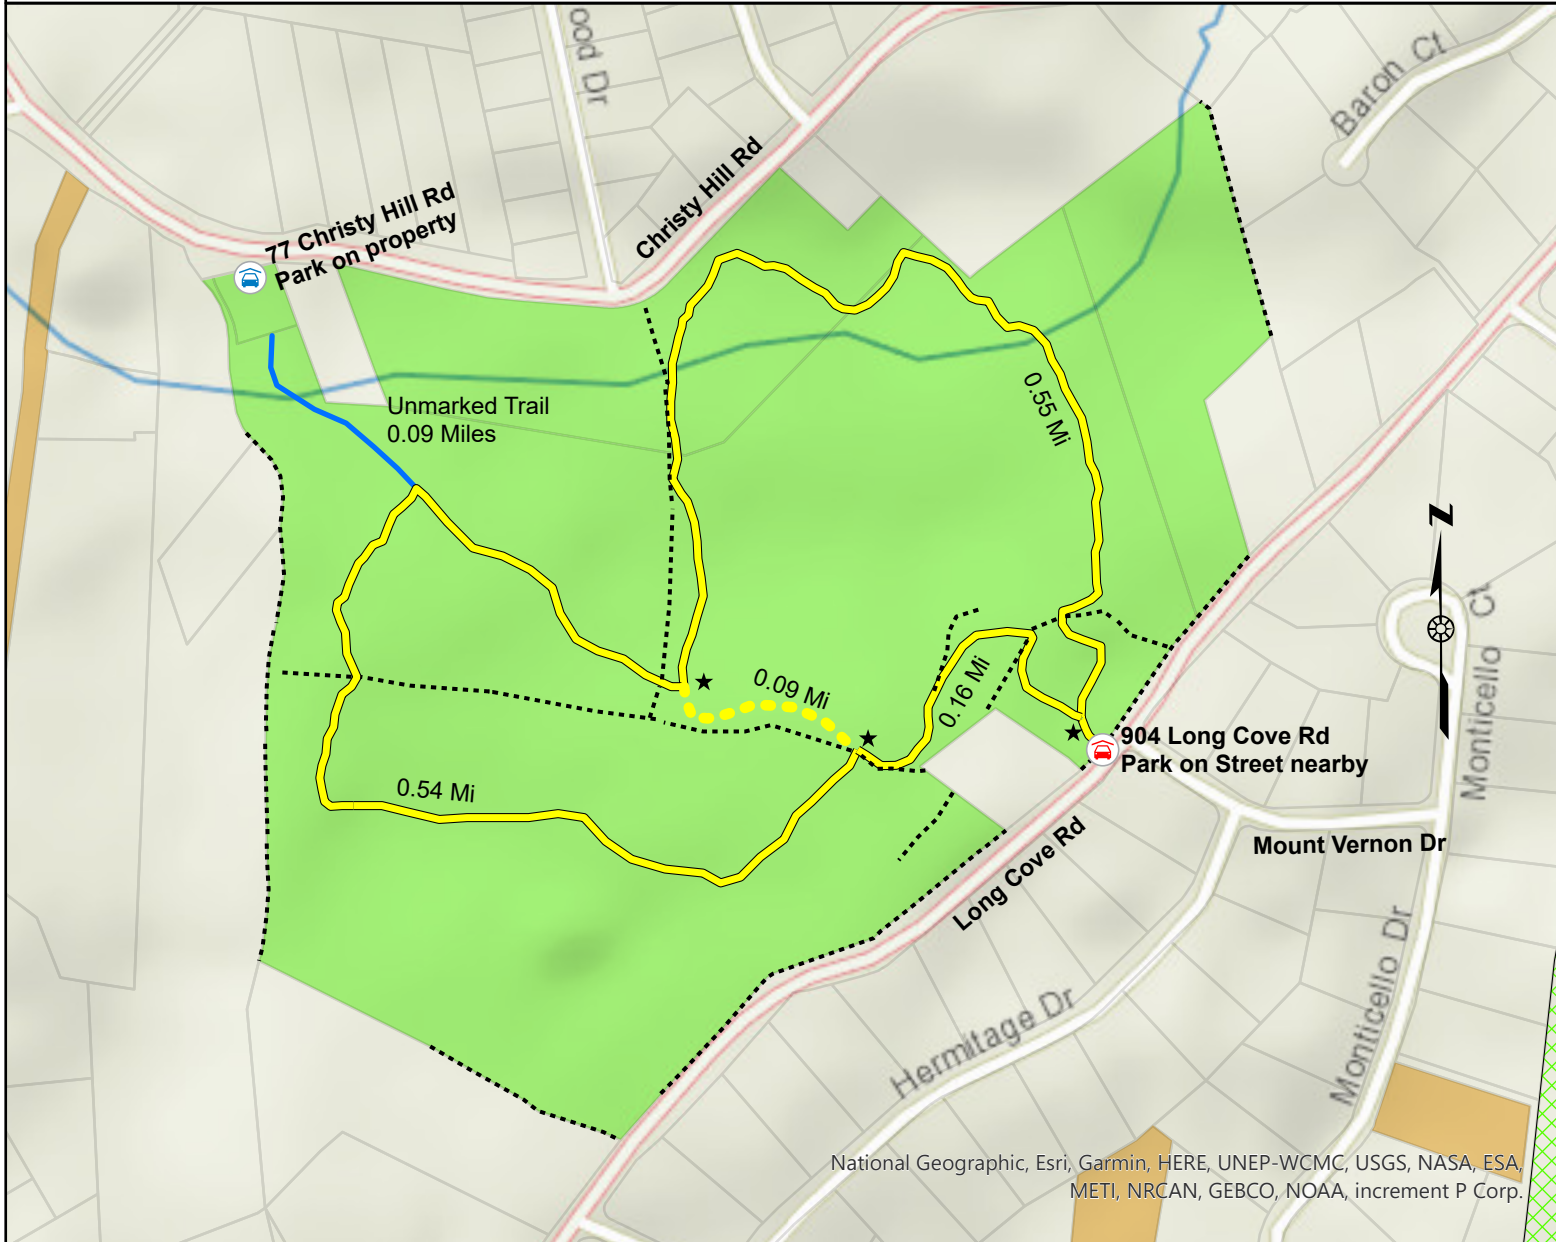 ood Dr
Baron Ct
Christy Hill Rd
77 Christy Hill Rd
Park on property
Unmarked Trail
0.09 Miles
0.55 Mi
N
Monticello Ct
0.09 Mi
0.16 Mi
904 Long Cove Rd
Park on Street nearby
0.54 Mi
Mount Vernon Dr
Long Cove Rd
Monticello Dr
Hermitage Dr
National Geographic, Esri, Garmin, HERE, UNEP-WCMC, USGS, NASA, ESA,
METI, NRCAN, GEBCO, NOAA, increment P Corp.